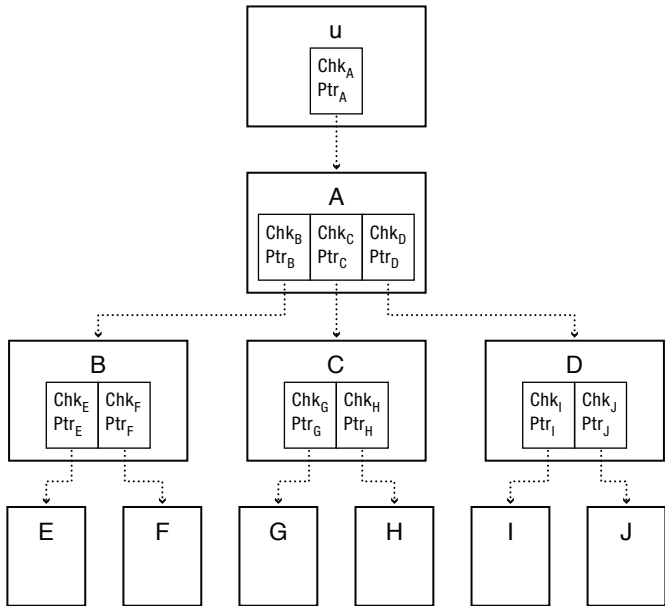 u
Chk_A
Ptr_A
A
Chk_B Chk_C Chk_D
Ptr_B Ptr_C Ptr_D
B C D
Chk_E Chk_F Chk_G Chk_H Chk_I Chk_J
Ptr_E Ptr_F Ptr_G Ptr_H Ptr_I Ptr_J
E F G H I J